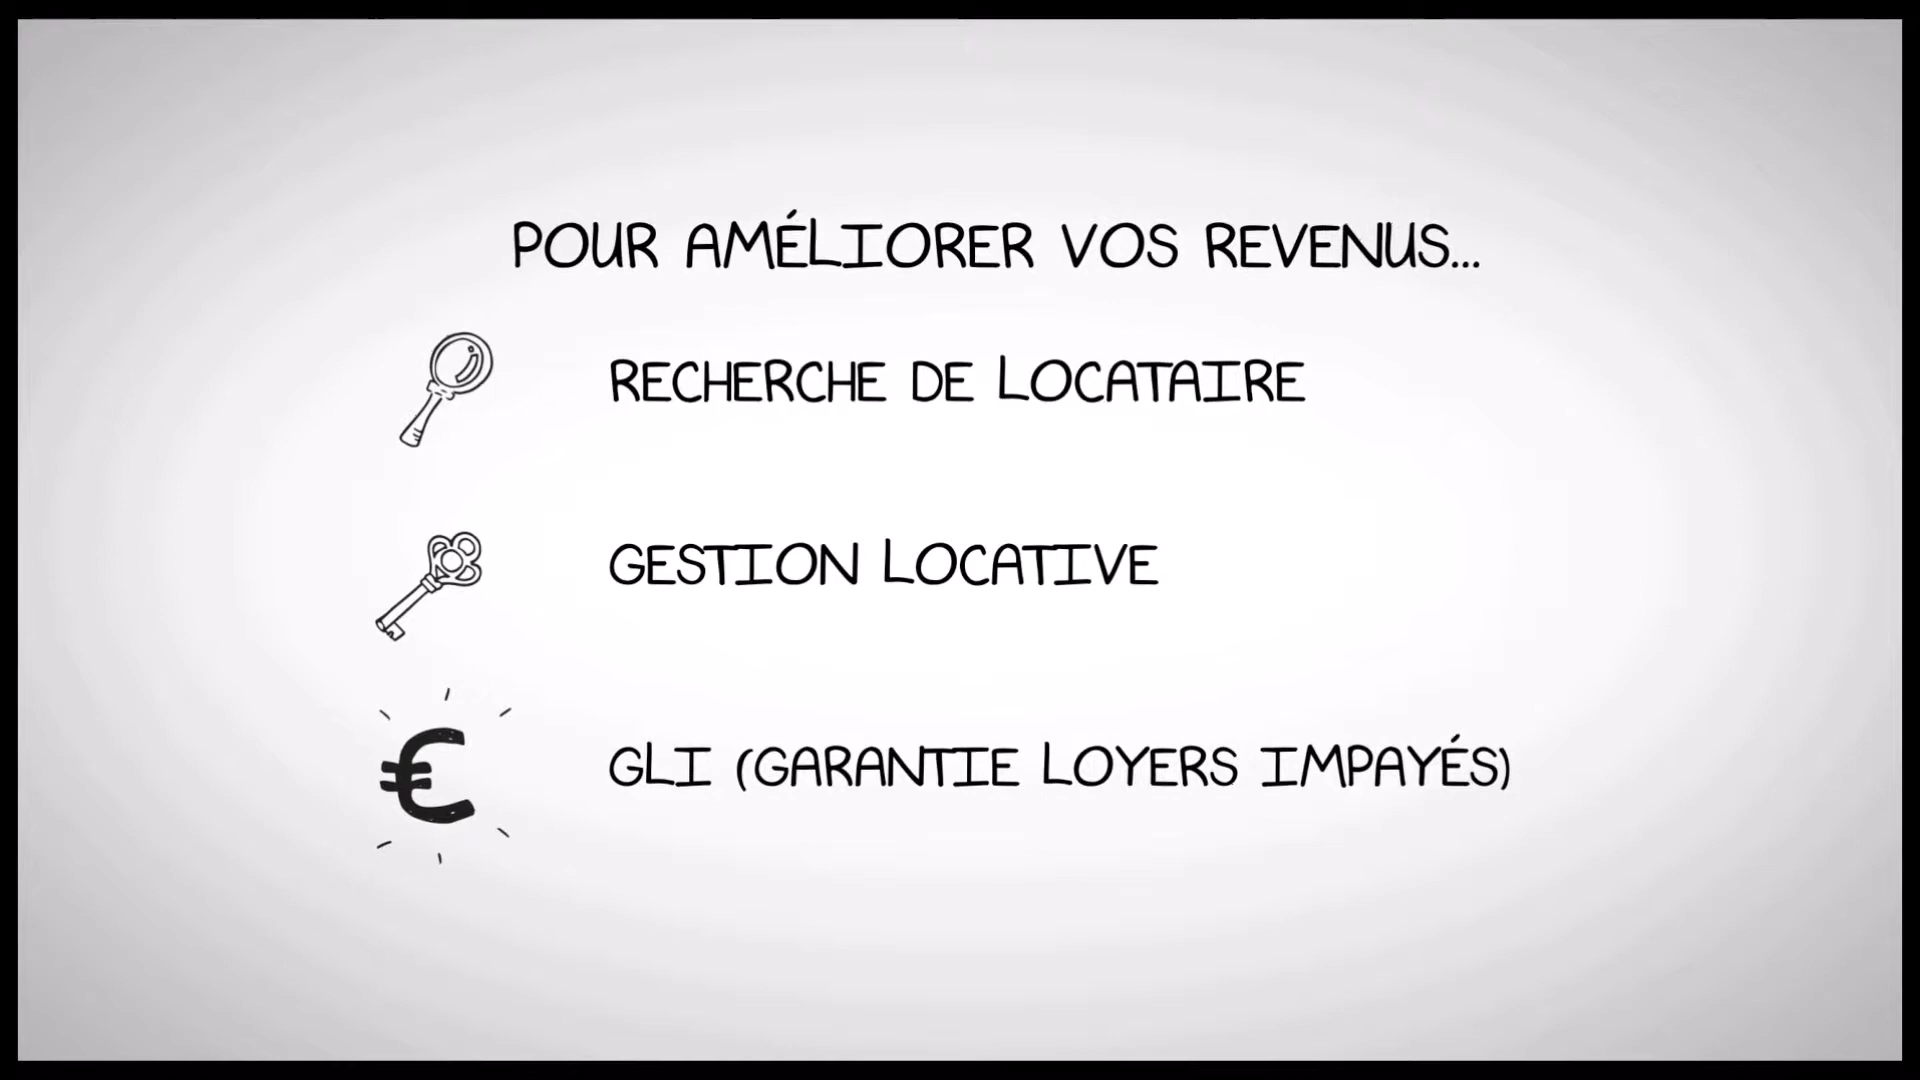 POUR AMÉLIORER VOS REVENUS...
RECHERCHE DE LOCATAIRE
GESTION LOCATIVE
€
GLI (GARANTIE LOYERS IMPAYÉS)